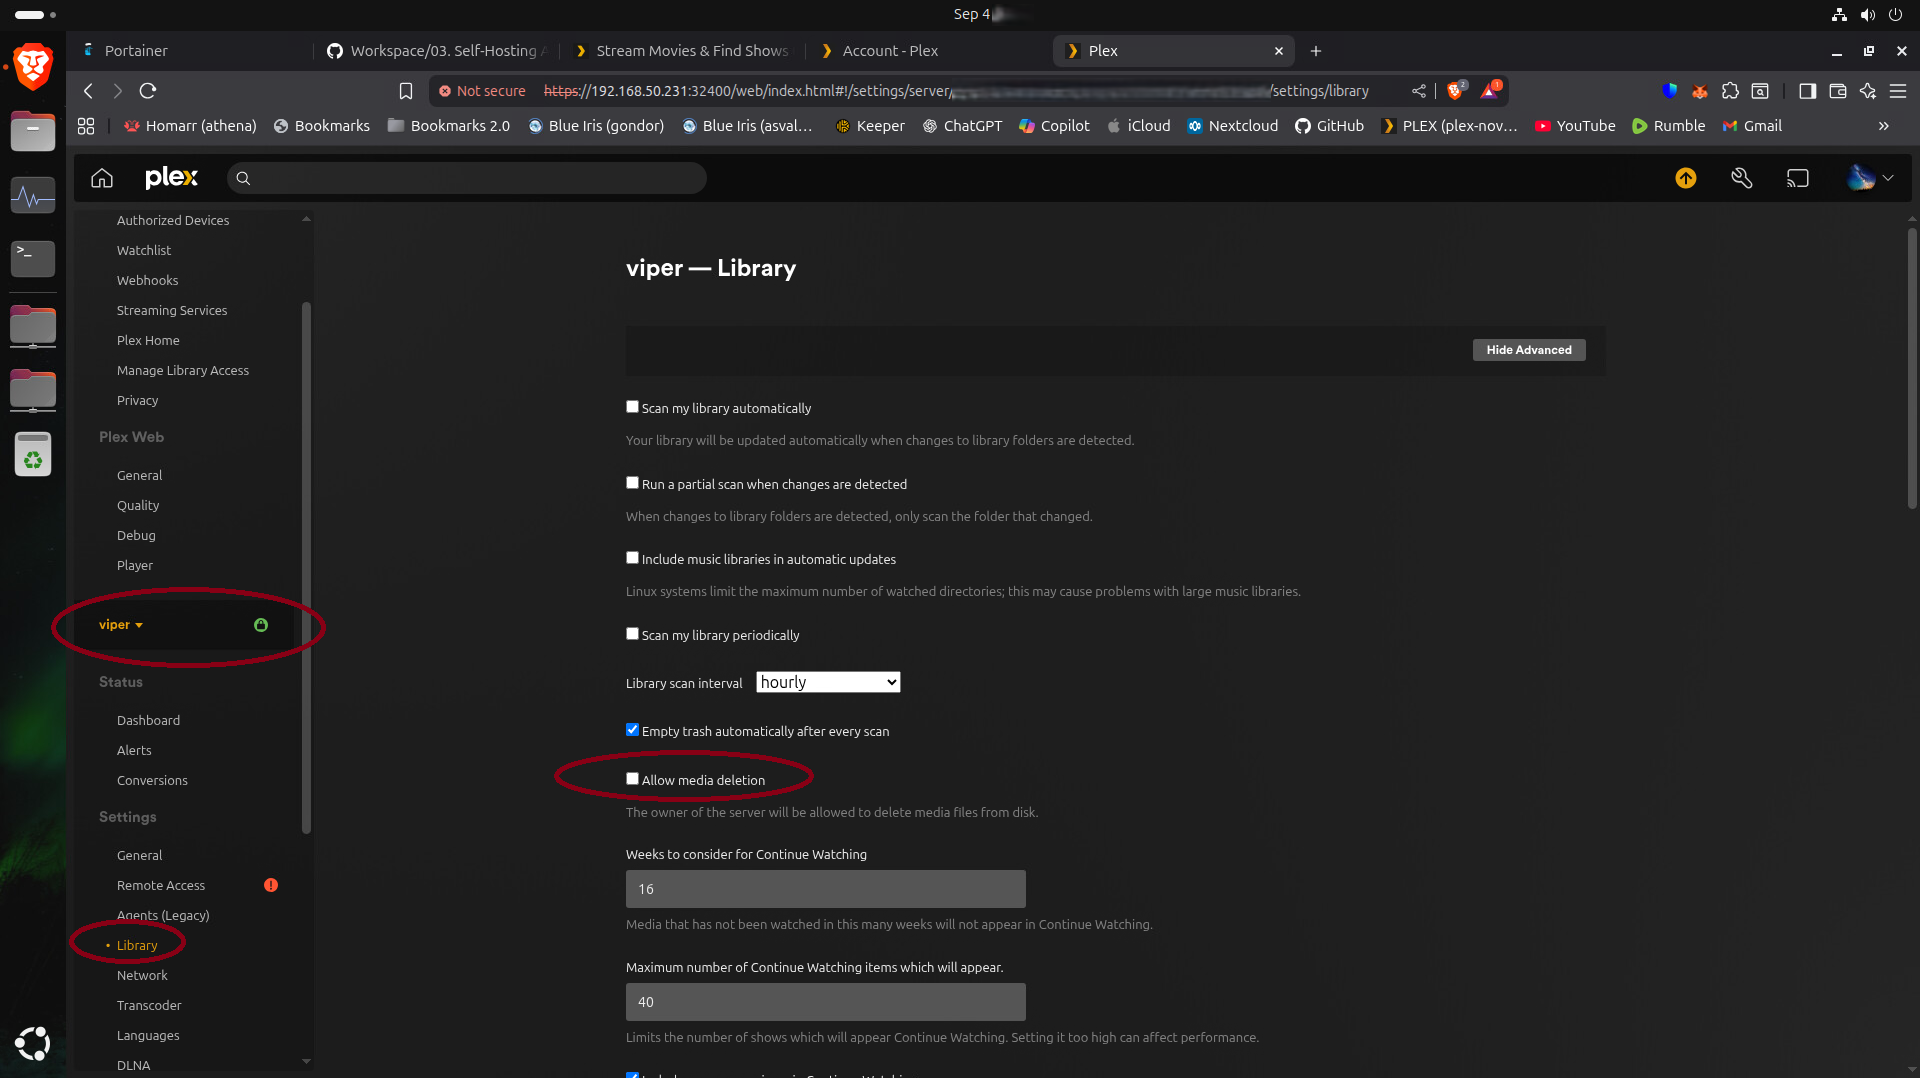 Sep 4
Portainer
Workspace/03. Self-Hosting A
Stream Movies & Find Shows
Account - Plex
Plex
Not secure https://192.168.50.231:32400/web/index.html#!/settings/server/ /settings/library
2
1
Homarr (athena)
Bookmarks
Bookmarks 2.0
Blue Iris (gondor)
Blue Iris (asval...
Keeper
ChatGPT
Copilot
iCloud
Nextcloud
GitHub
PLEX (plex-nov...
YouTube
Rumble
Gmail
»
plex
Authorized Devices
Watchlist
Webhooks
Streaming Services
Plex Home
Manage Library Access
Privacy
Plex Web
General
Quality
Debug
Player
viper
Status
Dashboard
Alerts
Conversions
Settings
General
Remote Access
Agents (Legacy)
Library
Network
Transcoder
Languages
DLNA
viper — Library
Hide Advanced
Scan my library automatically
Your library will be updated automatically when changes to library folders are detected.
Run a partial scan when changes are detected
When changes to library folders are detected, only scan the folder that changed.
Include music libraries in automatic updates
Linux systems limit the maximum number of watched directories; this may cause problems with large music libraries.
Scan my library periodically
Library scan interval hourly
Empty trash automatically after every scan
Allow media deletion
The owner of the server will be allowed to delete media files from disk.
Weeks to consider for Continue Watching
16
Media that has not been watched in this many weeks will not appear in Continue Watching.
Maximum number of Continue Watching items which will appear.
40
Limits the number of shows which will appear Continue Watching. Setting it too high can affect performance.